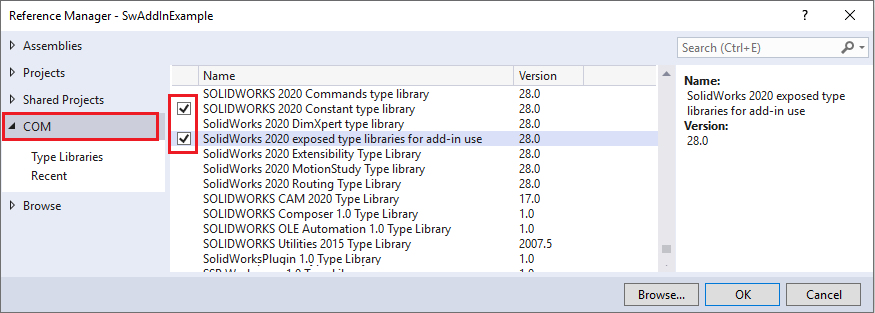 Reference Manager - SwAddInExample
? ×
Assemblies
Projects
Shared Projects
COM
Type Libraries
Recent
Browse
Name Version
SOLIDWORKS 2020 Commands type library 28.0
SOLIDWORKS 2020 Constant type library 28.0
SolidWorks 2020 DimXpert type library 28.0
SolidWorks 2020 exposed type libraries for add-in use 28.0
SolidWorks 2020 Extensibility Type Library 28.0
SolidWorks 2020 MotionStudy Type Library 28.0
SolidWorks 2020 Routing Type Library 28.0
SOLIDWORKS CAM 2020 Type Library 17.0
SOLIDWORKS Composer 1.0 Type Library 1.0
SOLIDWORKS OLE Automation 1.0 Type Library 1.0
SOLIDWORKS Utilities 2015 Type Library 2007.5
SolidWorksPlugin 1.0 Type Library 1.0
1.0 Type Library 1.0
Search (Ctrl+E)
Name:
SolidWorks 2020 exposed type
libraries for add-in use
Version:
28.0
Browse... OK Cancel